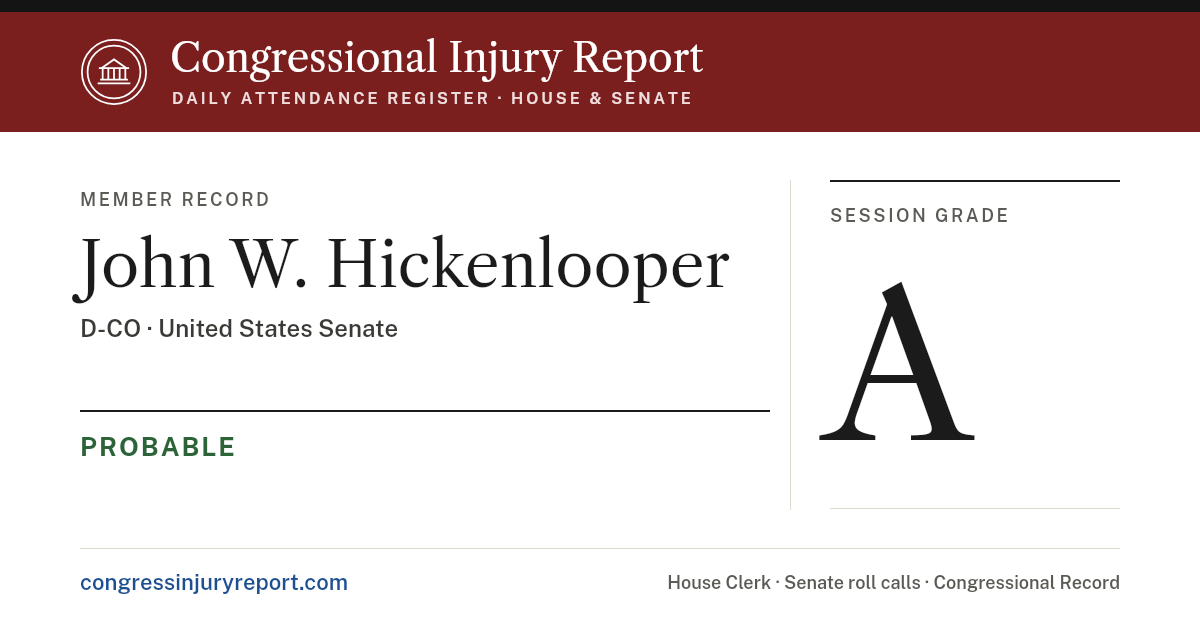 Congressional Injury Report
DAILY ATTENDANCE REGISTER · HOUSE & SENATE
MEMBER RECORD
John W. Hickenlooper
D-CO · United States Senate
PROBABLE
SESSION GRADE
A
congressinjuryreport.com
House Clerk · Senate roll calls · Congressional Record